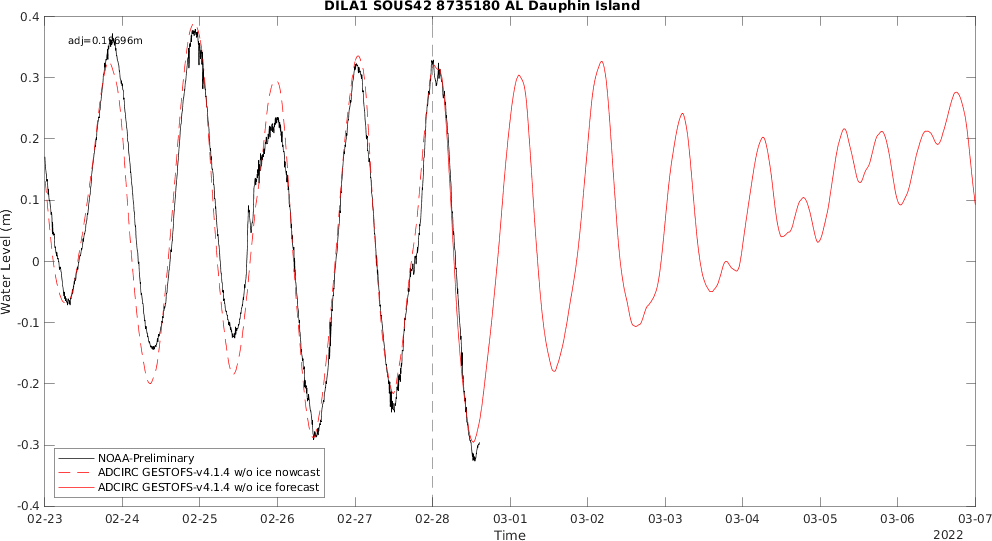 DILA1 SOUS42 8735180 AL Dauphin Island
0.4
adj=0.19696m
0.3
0.2
0.1
0
-0.1
-0.2
-0.3
-0.4
Water Level (m)
NOAA-Preliminary
ADCIRC GESTOFS-v4.1.4 w/o ice nowcast
ADCIRC GESTOFS-v4.1.4 w/o ice forecast
02-23 02-24 02-25 02-26 02-27 02-28 03-01 03-02 03-03 03-04 03-05 03-06 03-07
Time
2022